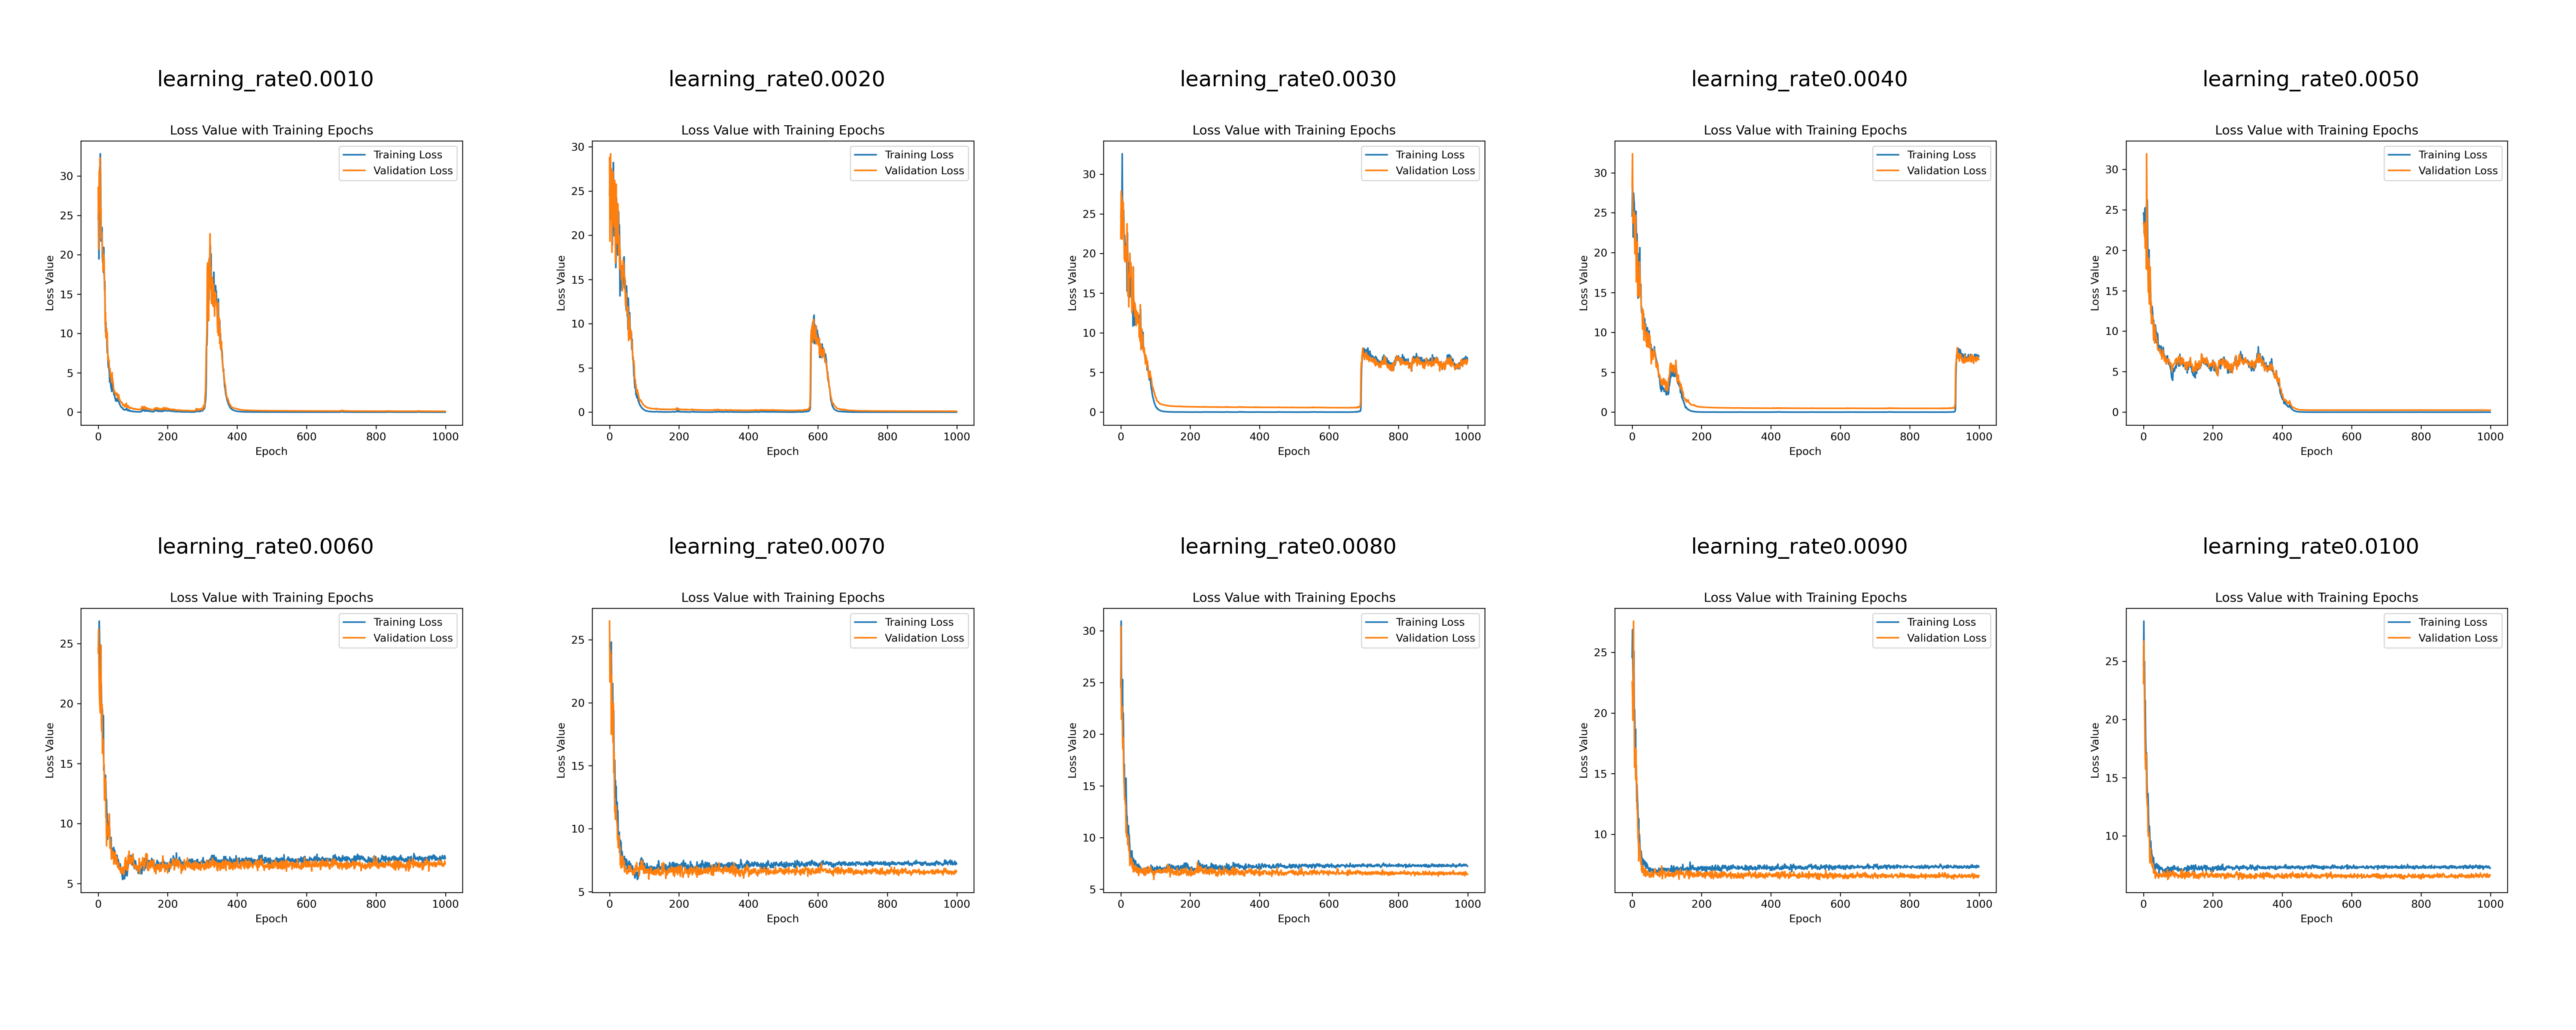 learning_rate0.0010
Loss Value with Training Epochs
Training Loss
Validation Loss
Loss Value
30
25
20
15
10
5
0
0 200 400 600 800 1000
Epoch
learning_rate0.0020
Loss Value with Training Epochs
Training Loss
Validation Loss
Loss Value
30
25
20
15
10
5
0
0 200 400 600 800 1000
Epoch
learning_rate0.0030
Loss Value with Training Epochs
Training Loss
Validation Loss
Loss Value
30
25
20
15
10
5
0
0 200 400 600 800 1000
Epoch
learning_rate0.0040
Loss Value with Training Epochs
Training Loss
Validation Loss
Loss Value
30
25
20
15
10
5
0
0 200 400 600 800 1000
Epoch
learning_rate0.0050
Loss Value with Training Epochs
Training Loss
Validation Loss
Loss Value
30
25
20
15
10
5
0
0 200 400 600 800 1000
Epoch
learning_rate0.0060
Loss Value with Training Epochs
Training Loss
Validation Loss
Loss Value
25
20
15
10
5
0 200 400 600 800 1000
Epoch
learning_rate0.0070
Loss Value with Training Epochs
Training Loss
Validation Loss
Loss Value
25
20
15
10
5
0 200 400 600 800 1000
Epoch
learning_rate0.0080
Loss Value with Training Epochs
Training Loss
Validation Loss
Loss Value
30
25
20
15
10
5
0 200 400 600 800 1000
Epoch
learning_rate0.0090
Loss Value with Training Epochs
Training Loss
Validation Loss
Loss Value
25
20
15
10
0 200 400 600 800 1000
Epoch
learning_rate0.0100
Loss Value with Training Epochs
Training Loss
Validation Loss
Loss Value
25
20
15
10
0 200 400 600 800 1000
Epoch